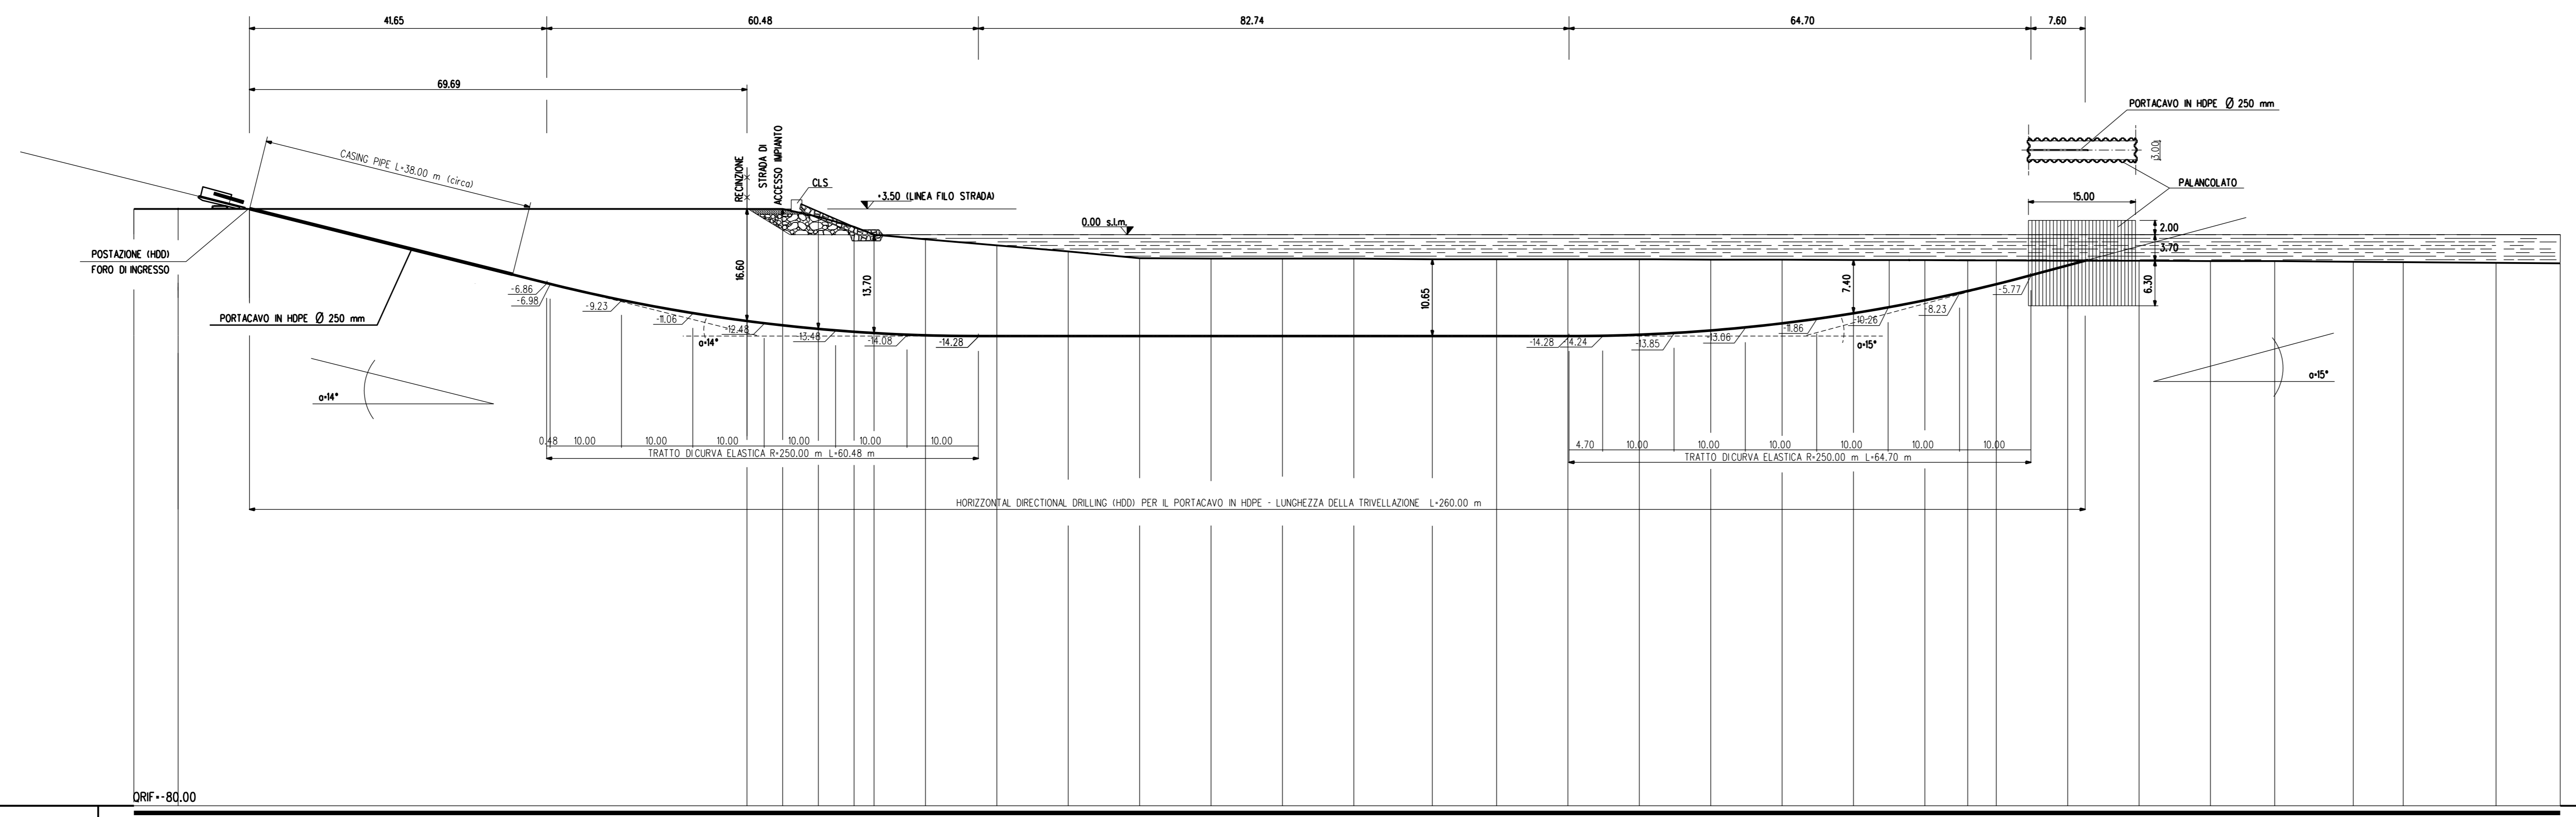 41.65
60.48
82.74
64.70
7.60
69.69
PORTACAVO IN HDPE Ø 250 mm
CASING PIPE L=38.00 m (circa)
RECINZIONE
STRADA DI
ACCESSO IMPIANTO
CLS
+3.50 (LINEA FILO STRADA)
0.00 s.l.m.
3.00
PALANCOLATO
15.00
2.00
3.70
6.30
POSTAZIONE (HDD)
FORO DI INGRESSO
PORTACAVO IN HDPE Ø 250 mm
16.60
13.70
10.65
7.40
-6.86
-6.98
-9.23
-11.06
-12.48
-13.48
-14.08
-14.28
-14.28
-14.24
-13.85
-13.06
-11.86
-10.26
-8.23
-5.77
α=14°
α=15°
α=14°
α=15°
0.48 10.00 10.00 10.00 10.00 10.00 10.00
TRATTO DI CURVA ELASTICA R=250.00 m L=60.48 m
4.70 10.00 10.00 10.00 10.00 10.00 10.00
TRATTO DI CURVA ELASTICA R=250.00 m L=64.70 m
HORIZZONTAL DIRECTIONAL DRILLING (HDD) PER IL PORTACAVO IN HDPE - LUNGHEZZA DELLA TRIVELLAZIONE L=260.00 m
QRIF=-80.00